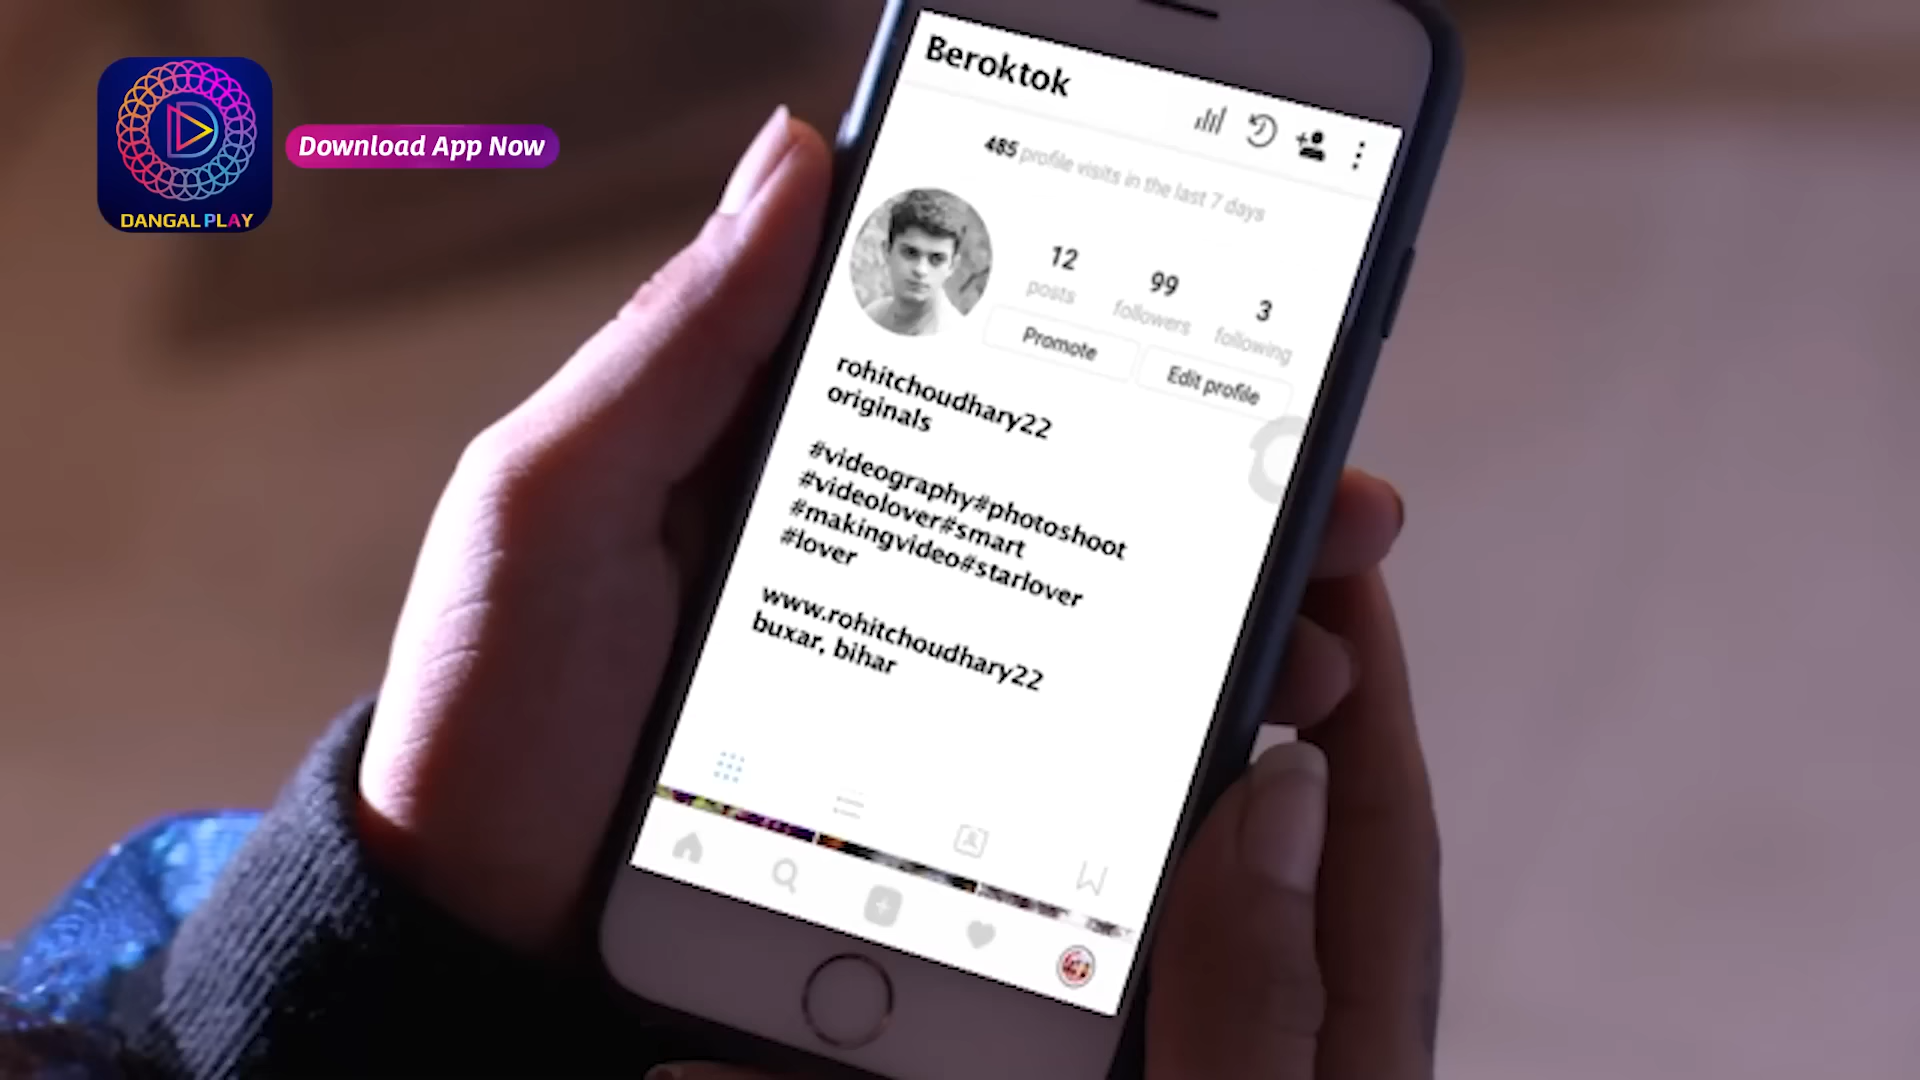 DANGAL PLAY
Download App Now
Beroktok
485 profile visits in the last 7 days
12
posts
99
followers
3
following
Promote
Edit profile
rohitchoudhary22
originals
#videography#photoshoot
#videolover#smart
#makingvideo#starlover
#lover
www.rohitchoudhary22
buxar, bihar